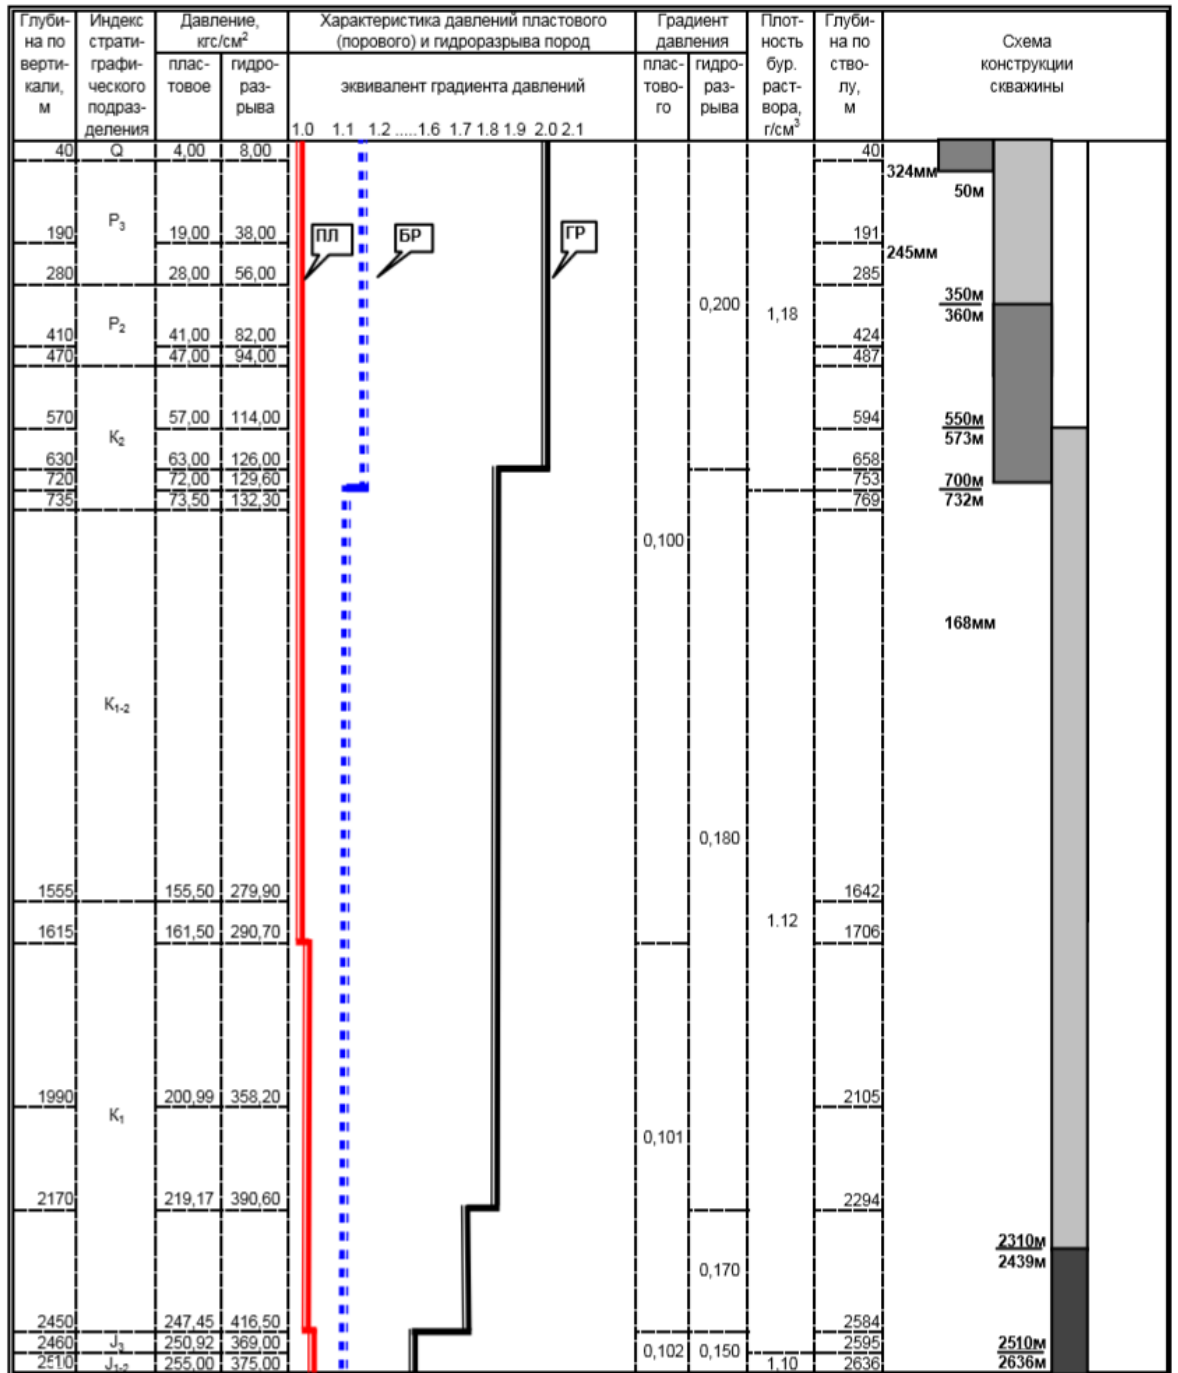 Глуби-
на по
верти-
кали,
м
Индекс
страти-
графи-
ческого
подраз-
деления
Давление,
кгс/см²
плас-
товое
гидро-
раз-
рыва
Характеристика давлений пластового
(порового) и гидроразрыва пород
эквивалент градиента давлений
1.0 1.1 1.2 .....1.6 1.7 1.8 1.9 2.0 2.1
Градиент
давления
плас-
тово-
го
гидро-
раз-
рыва
Плот-
ность
бур.
раст-
вора,
г/см³
Глуби-
на по
ство-
лу,
м
Схема
конструкции
скважины
40 Q 4,00 8,00 40
324мм
50м
P₃
190 19,00 38,00 191
ПЛ БР ГР
245мм
280 28,00 56,00 285
350м
0,200 1,18
360м
P₂
410 41,00 82,00 424
470 47,00 94,00 487
570 57,00 114,00 594
550м
K₂
573м
630 63,00 126,00 658
720 72,00 129,60 753
700м
735 73,50 132,30 769
732м
0,100
168мм
K₁₋₂
0,180
1555 155,50 279,90 1642
1.12
1615 161,50 290,70 1706
1990 200,99 358,20 2105
K₁
0,101
2170 219,17 390,60 2294
2310м
2439м
0,170
2450 247,45 416,50 2584
2460 J₃ 250,92 369,00 2595
2510м
0,102 0,150
2510 J₁₋₂ 255,00 375,00 1,10 2636
2636м